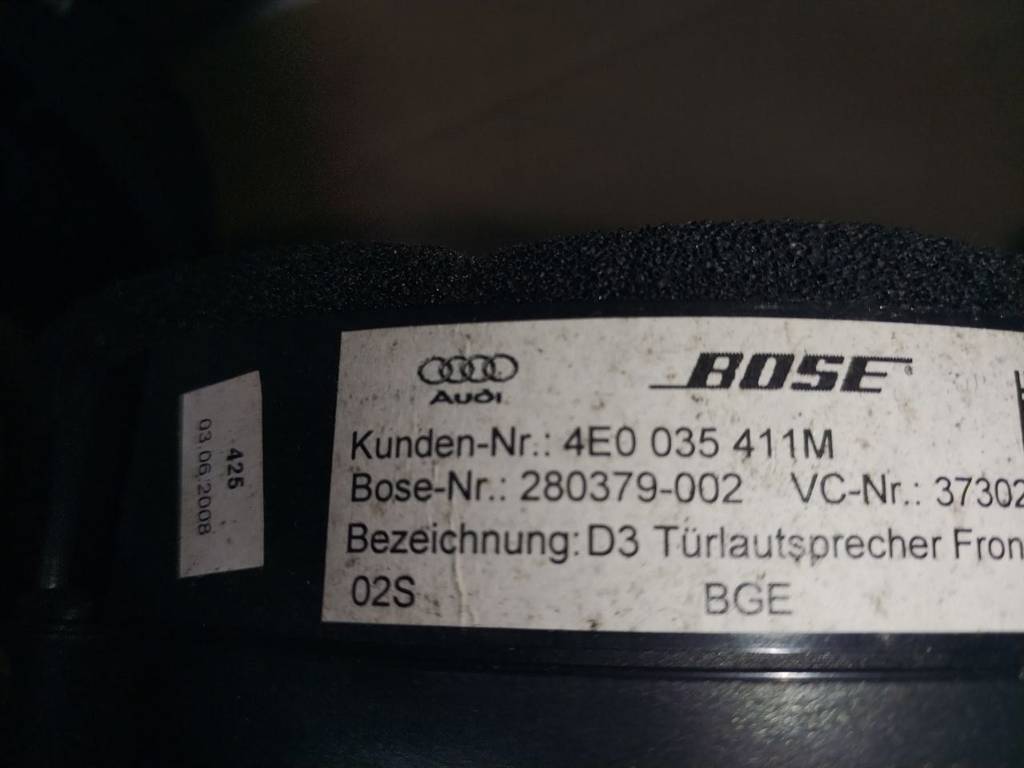 425
03.06.2008
Audi
BOSE
Kunden-Nr.: 4E0 035 411M
Bose-Nr.: 280379-002 VC-Nr.: 37302
Bezeichnung: D3 Türlautsprecher Fron
02S BGE